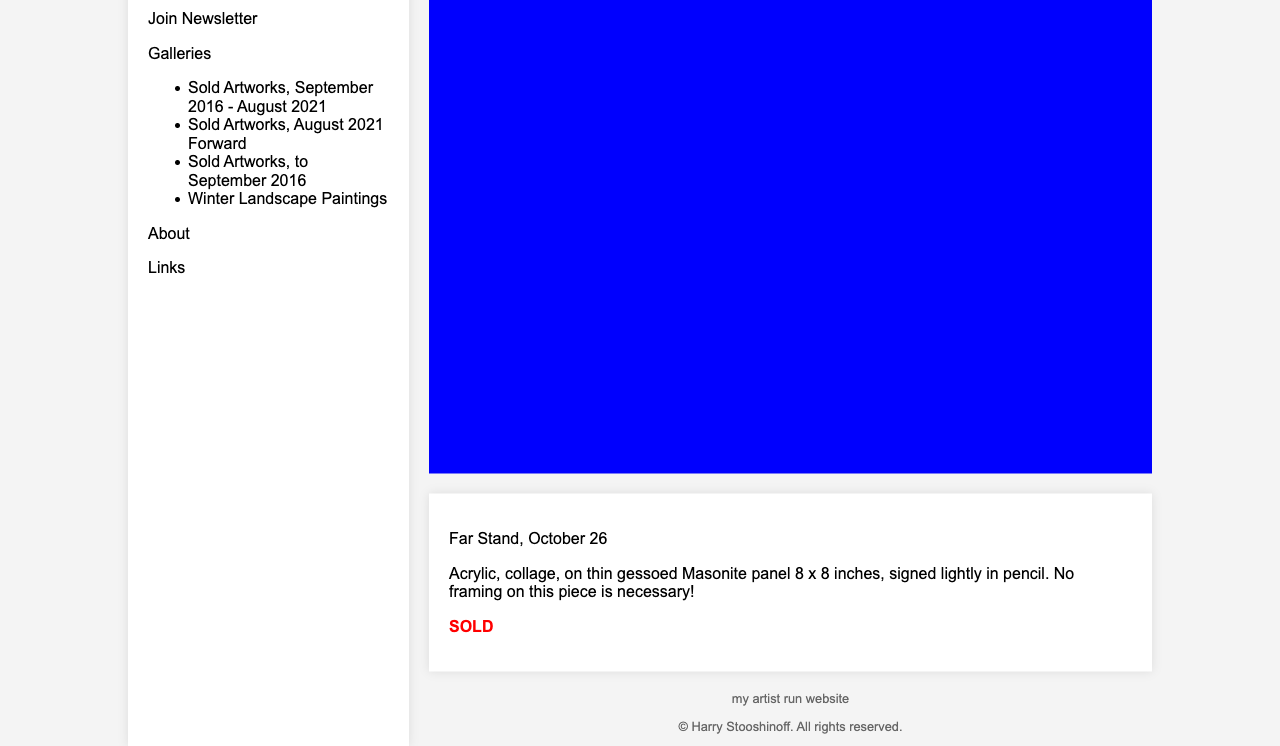 Join Newsletter
Galleries
• Sold Artworks, September
2016 - August 2021
• Sold Artworks, August 2021
Forward
• Sold Artworks, to
September 2016
• Winter Landscape Paintings
About
Links
Far Stand, October 26
Acrylic, collage, on thin gessoed Masonite panel 8 x 8 inches, signed lightly in pencil. No
framing on this piece is necessary!
SOLD
my artist run website
© Harry Stooshinoff. All rights reserved.